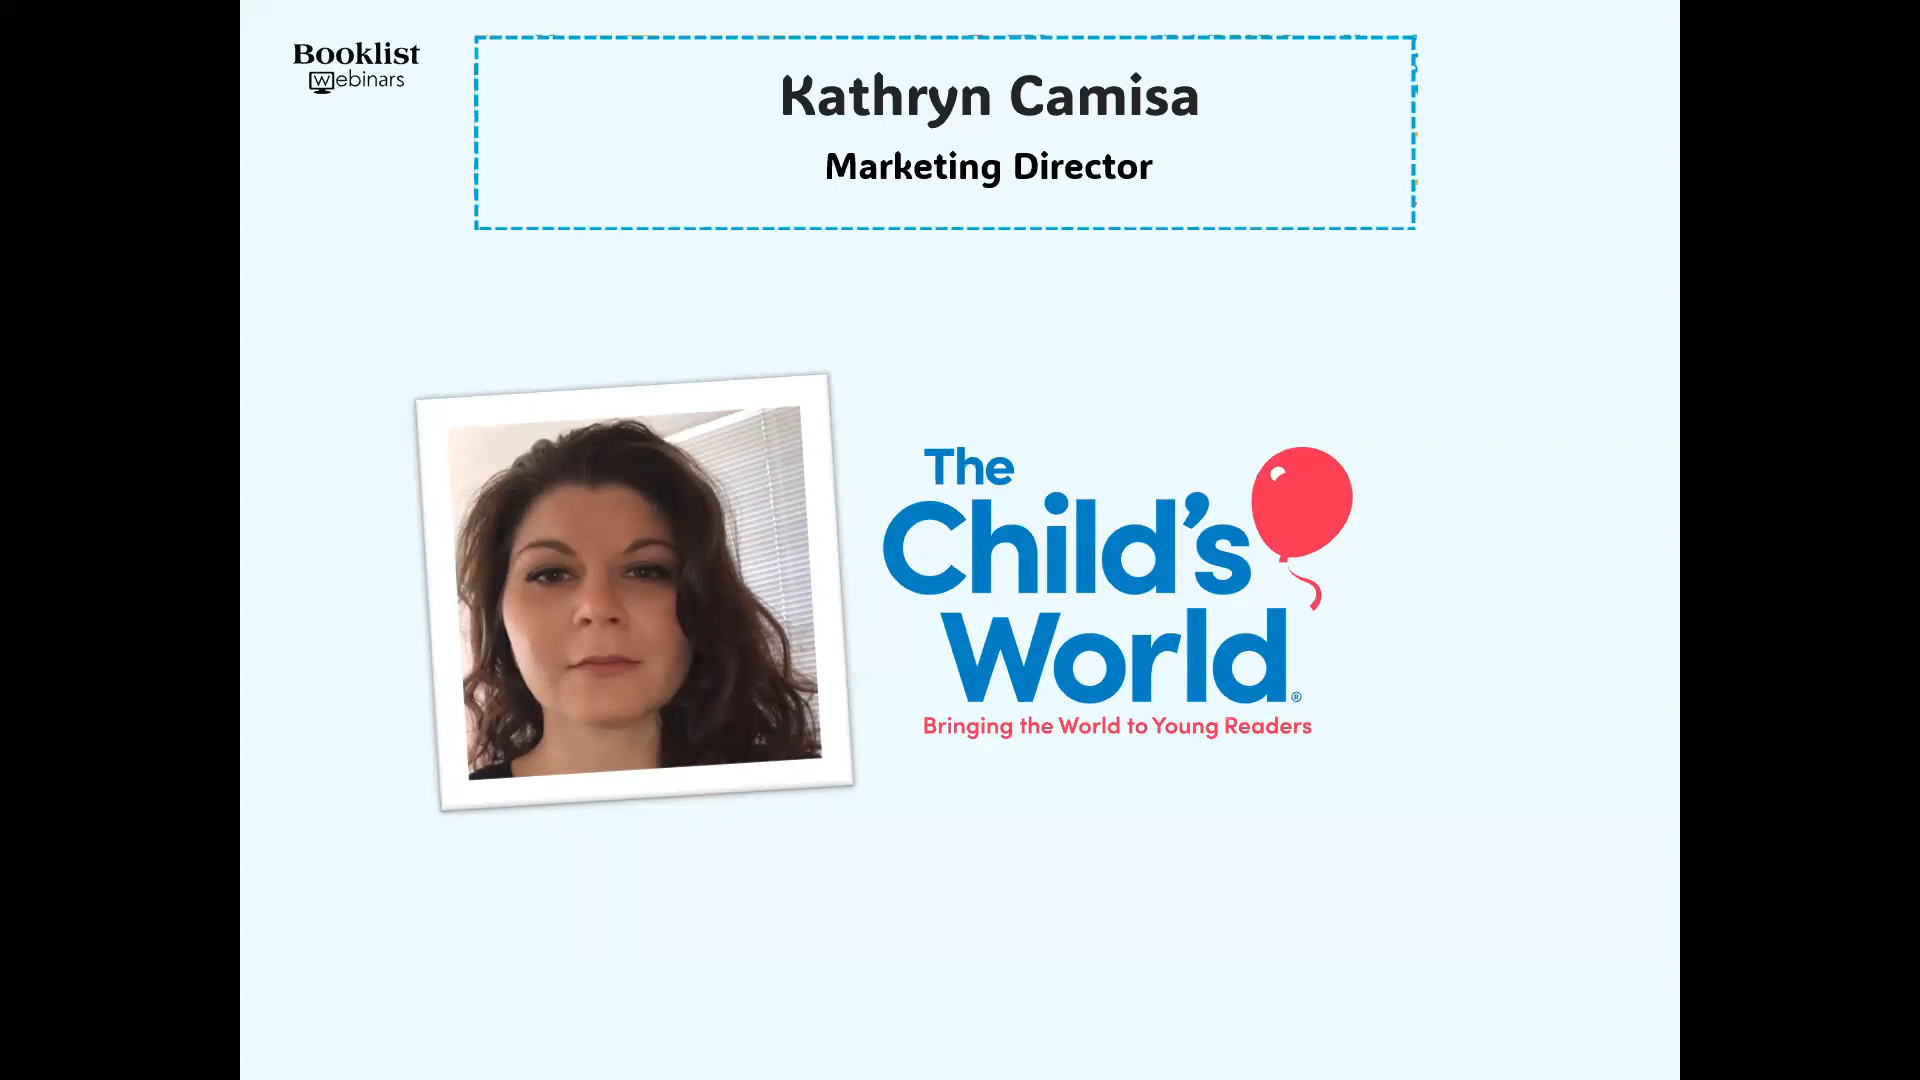 Booklist
Webinars
Kathryn Camisa
Marketing Director
The
Child's
World®
Bringing the World to Young Readers